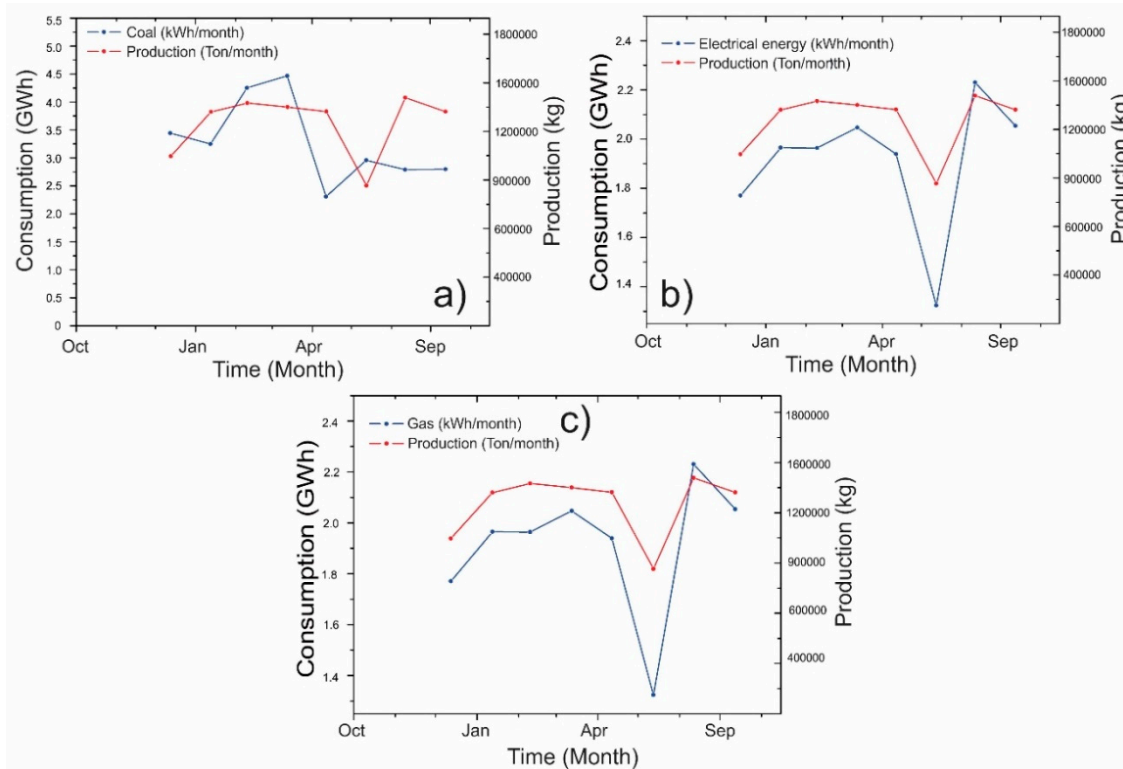 Coal (kWh/month)
Production (Ton/month)
5.5
5.0
4.5
4.0
3.5
3.0
2.5
2.0
1.5
1.0
0.5
0
Consumption (GWh)
1800000
1600000
1200000
900000
600000
400000
Production (kg)
a)
Oct Jan Apr Sep
Time (Month)
Electrical energy (kWh/month)
Production (Ton/month)
2.4
2.2
2.0
1.8
1.6
1.4
Consumption (GWh)
1800000
1600000
1200000
900000
600000
400000
Production (kg)
b)
Oct Jan Apr Sep
Time (Month)
Gas (kWh/month)
Production (Ton/month)
c)
2.4
2.2
2.0
1.8
1.6
1.4
Consumption (GWh)
1800000
1600000
1200000
900000
600000
400000
Production (kg)
Oct Jan Apr Sep
Time (Month)